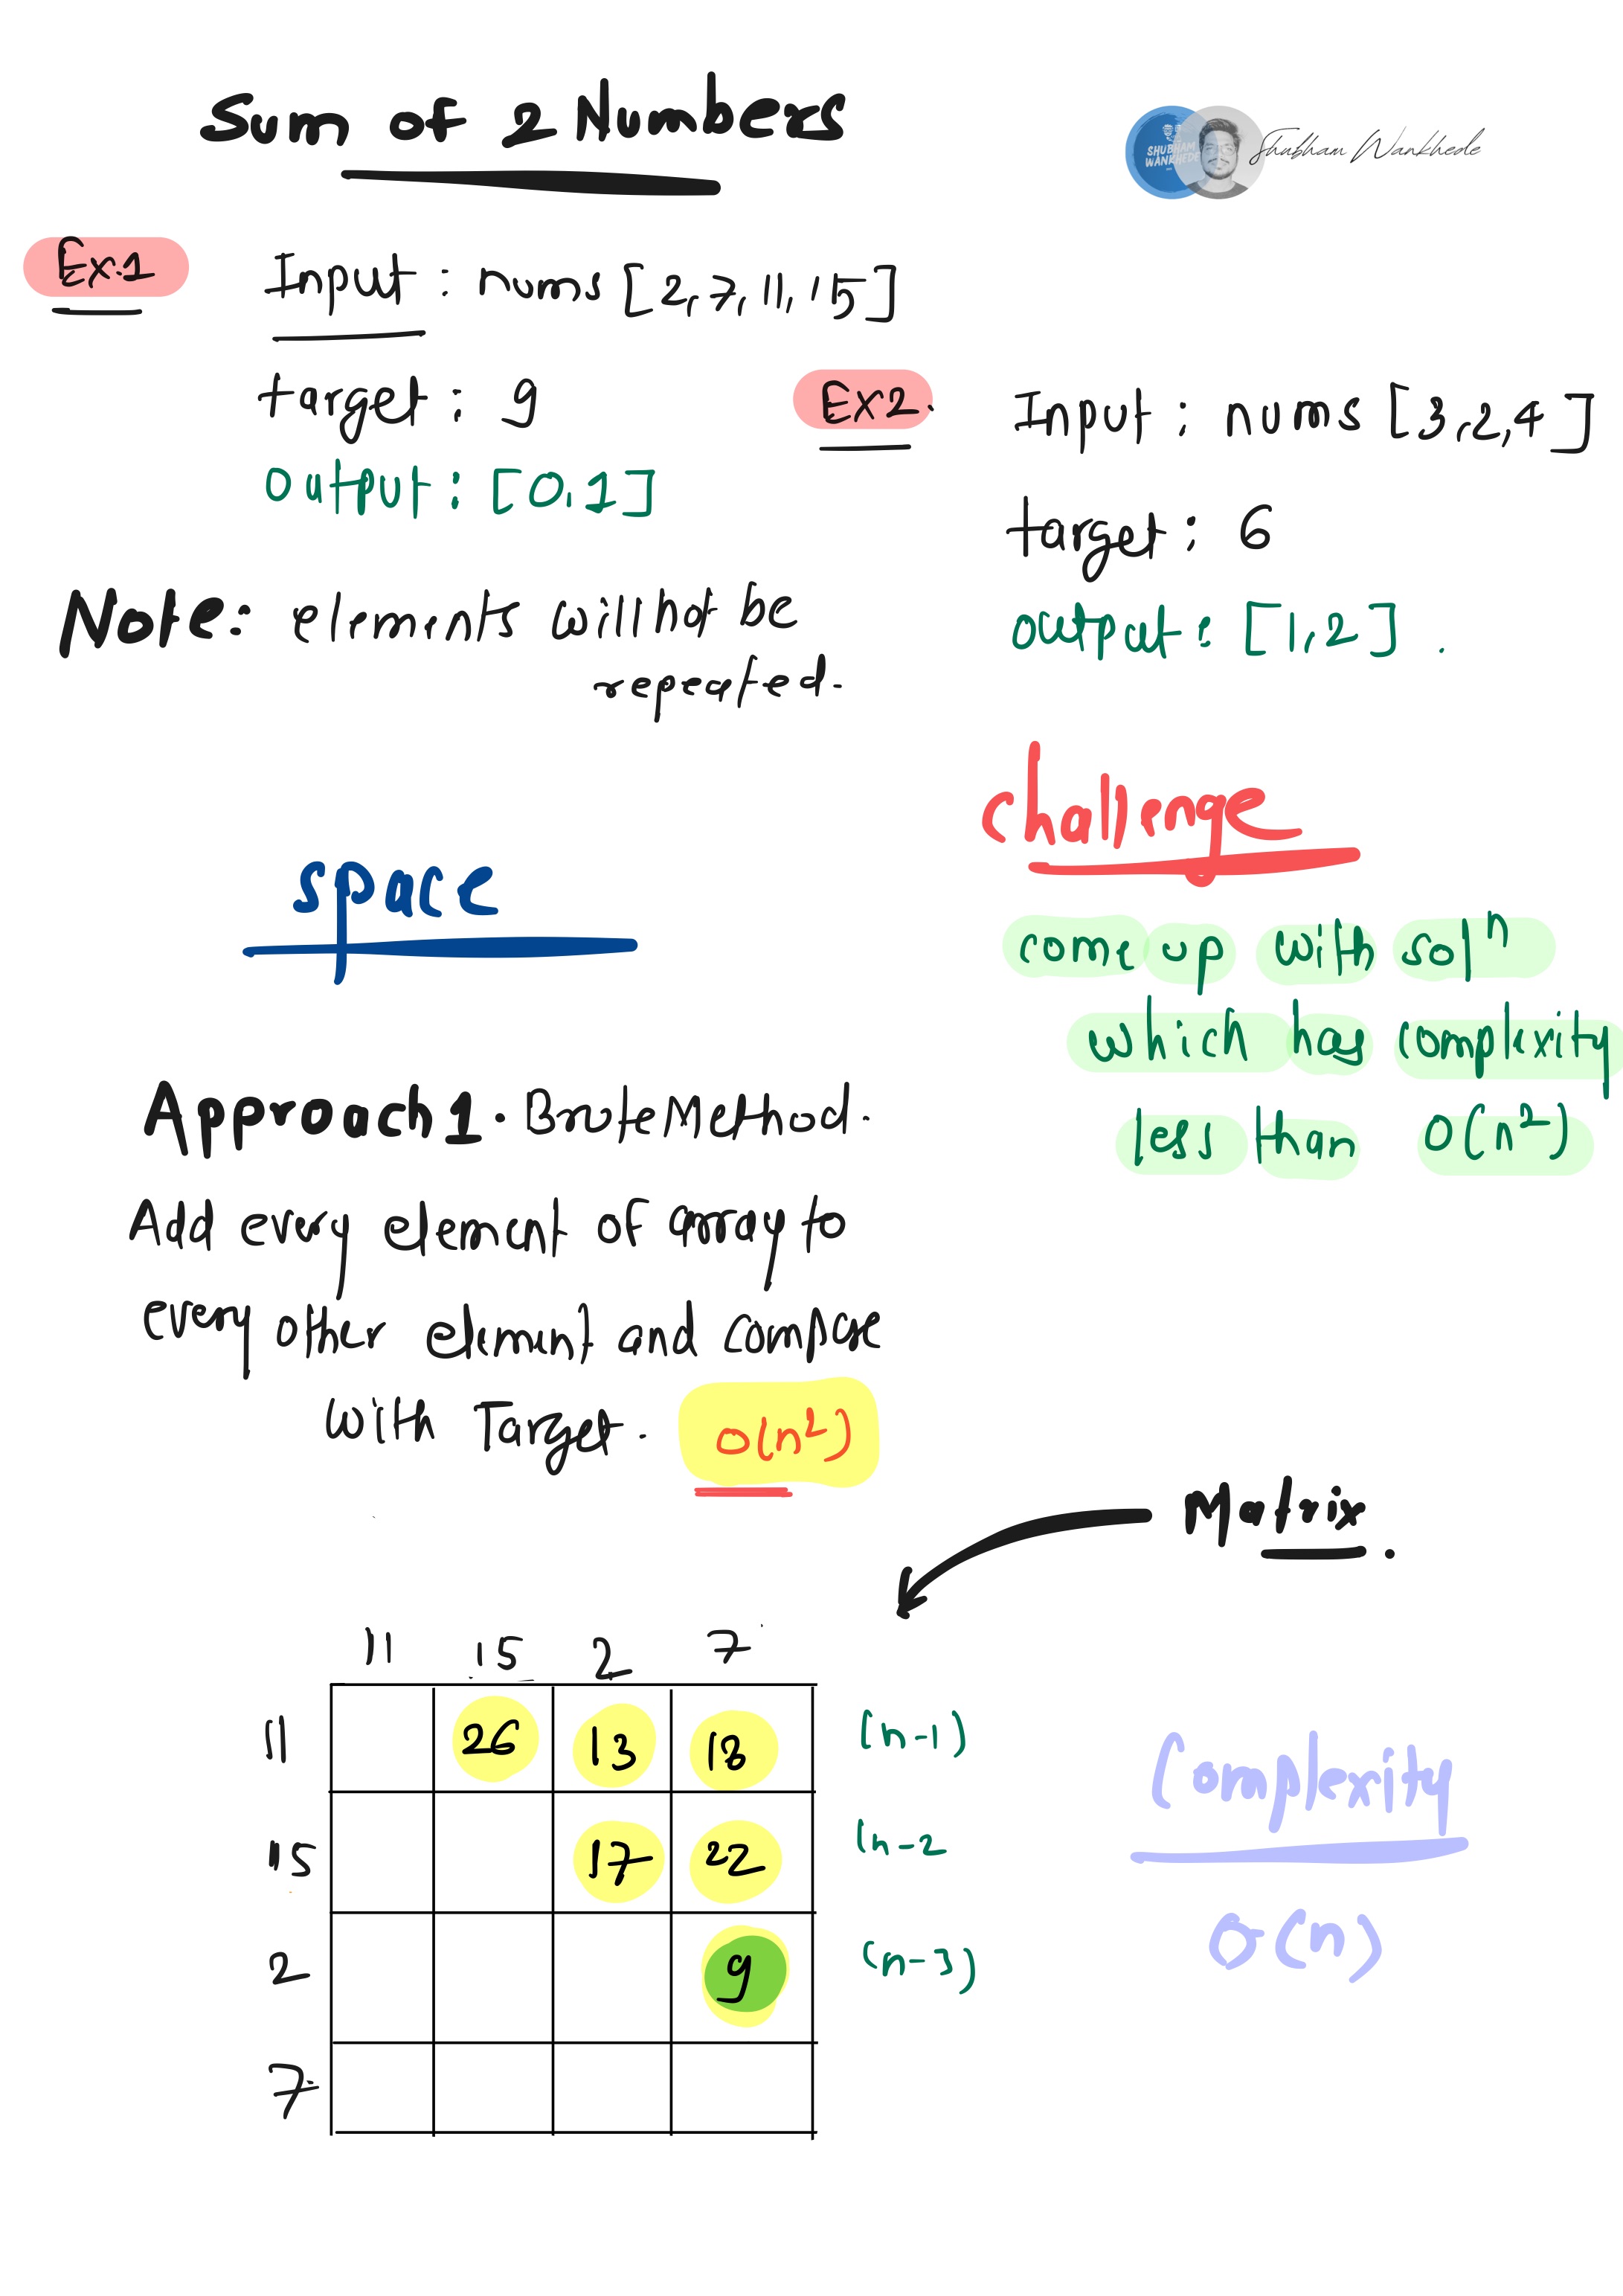 Sum of 2 Numbers
SHUBHAM
WANKHEDE
Shubham Wankhede
Ex.1
Input : nums [2, 7, 11, 15]
target : 9
output : [0, 1]
Ex2.
Input : nums [3, 2, 4]
target : 6
output : [1, 2] .
Note: elements will not be
repeated.
challenge
come up with solⁿ
which has complexity
less than O(n²)
space
Approach 1. Brute Method.
Add every element of array to
every other element and compare
with Target. O(n²)
Matrix.
11 15 2 7
11 26 13 18 (n-1)
15 17 22 (n-2
2 9 (n-3)
7
Complexity
O(n)